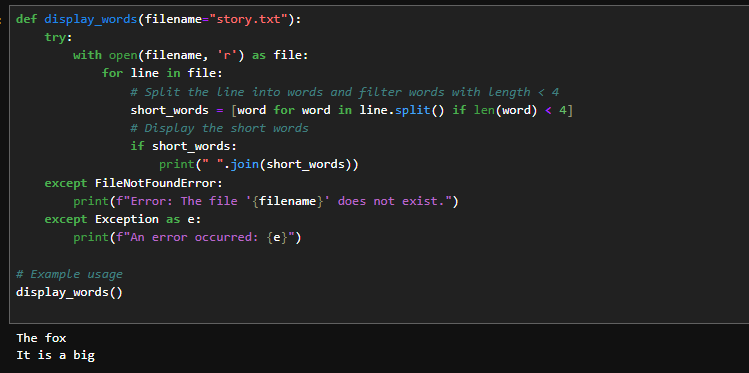 def display_words(filename="story.txt"):
    try:
        with open(filename, 'r') as file:
            for line in file:
                # Split the line into words and filter words with length < 4
                short_words = [word for word in line.split() if len(word) < 4]
                # Display the short words
                if short_words:
                    print(" ".join(short_words))
    except FileNotFoundError:
        print(f"Error: The file '{filename}' does not exist.")
    except Exception as e:
        print(f"An error occurred: {e}")

# Example usage
display_words()

The fox
It is a big